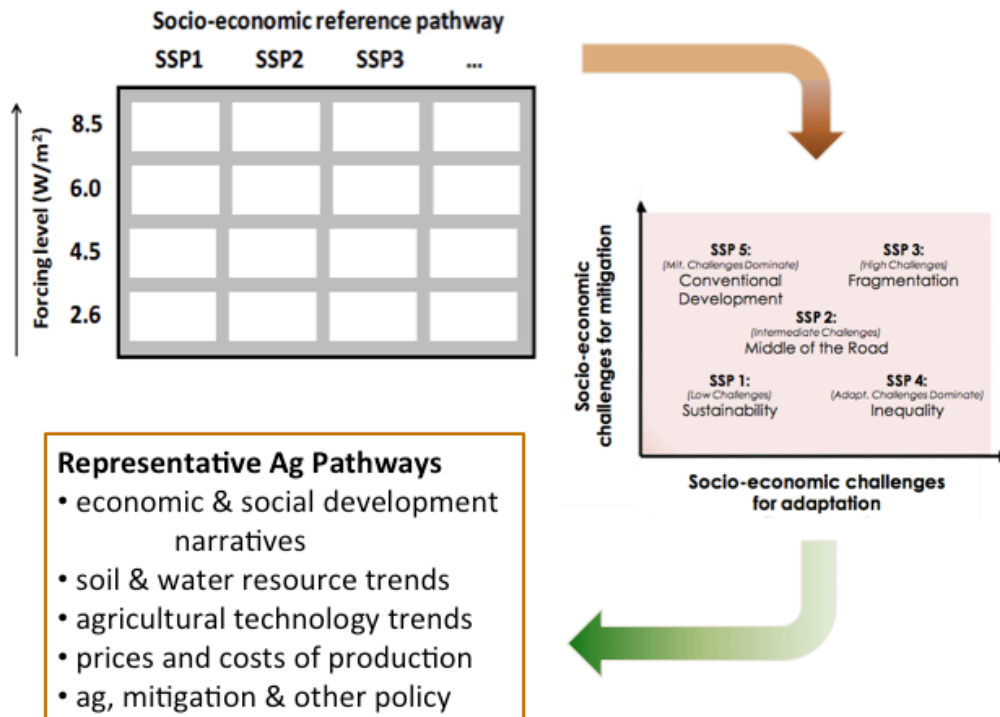 Socio-economic reference pathway
SSP1 SSP2 SSP3 ...
Forcing level (W/m²)
8.5
6.0
4.5
2.6
Socio-economic
challenges for mitigation
SSP 5:
(Mit. Challenges Dominate)
Conventional
Development
SSP 3:
(High Challenges)
Fragmentation
SSP 2:
(Intermediate Challenges)
Middle of the Road
SSP 1:
(Low Challenges)
Sustainability
SSP 4:
(Adapt. Challenges Dominate)
Inequality
Socio-economic challenges
for adaptation
Representative Ag Pathways
• economic & social development
narratives
• soil & water resource trends
• agricultural technology trends
• prices and costs of production
• ag, mitigation & other policy